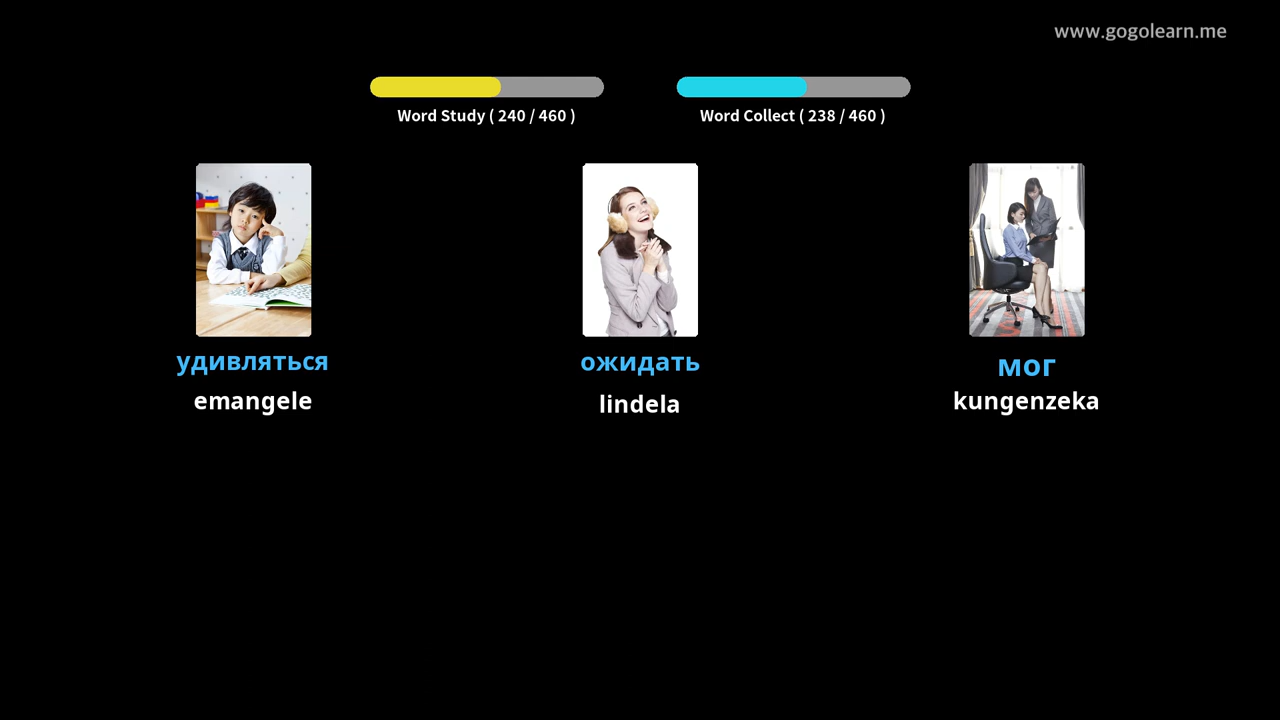 www.gogolearn.me
Word Study ( 240 / 460 )
Word Collect ( 238 / 460 )
удивляться
ожидать
мог
emangele
lindela
kungenzeka